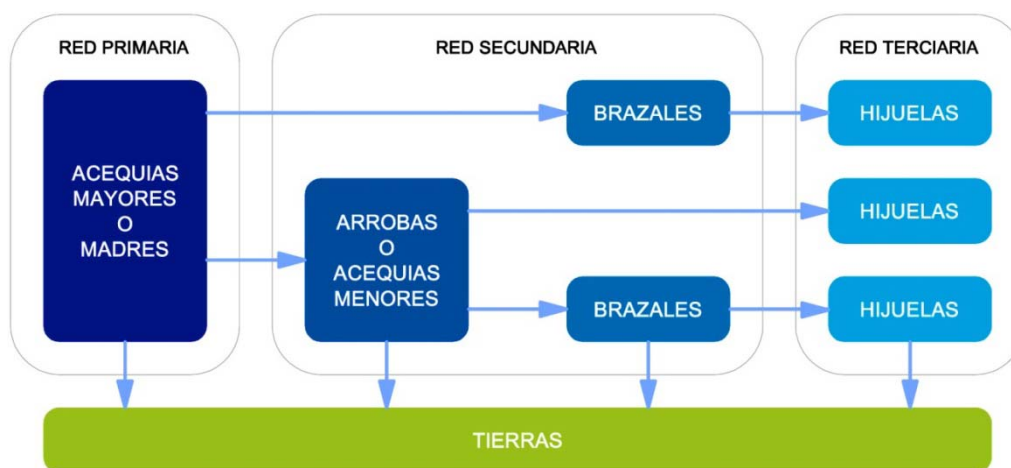 RED PRIMARIA
RED SECUNDARIA
RED TERCIARIA
ACEQUIAS
MAYORES
O
MADRES
BRAZALES
HIJUELAS
ARROBAS
O
ACEQUIAS
MENORES
HIJUELAS
BRAZALES
HIJUELAS
TIERRAS